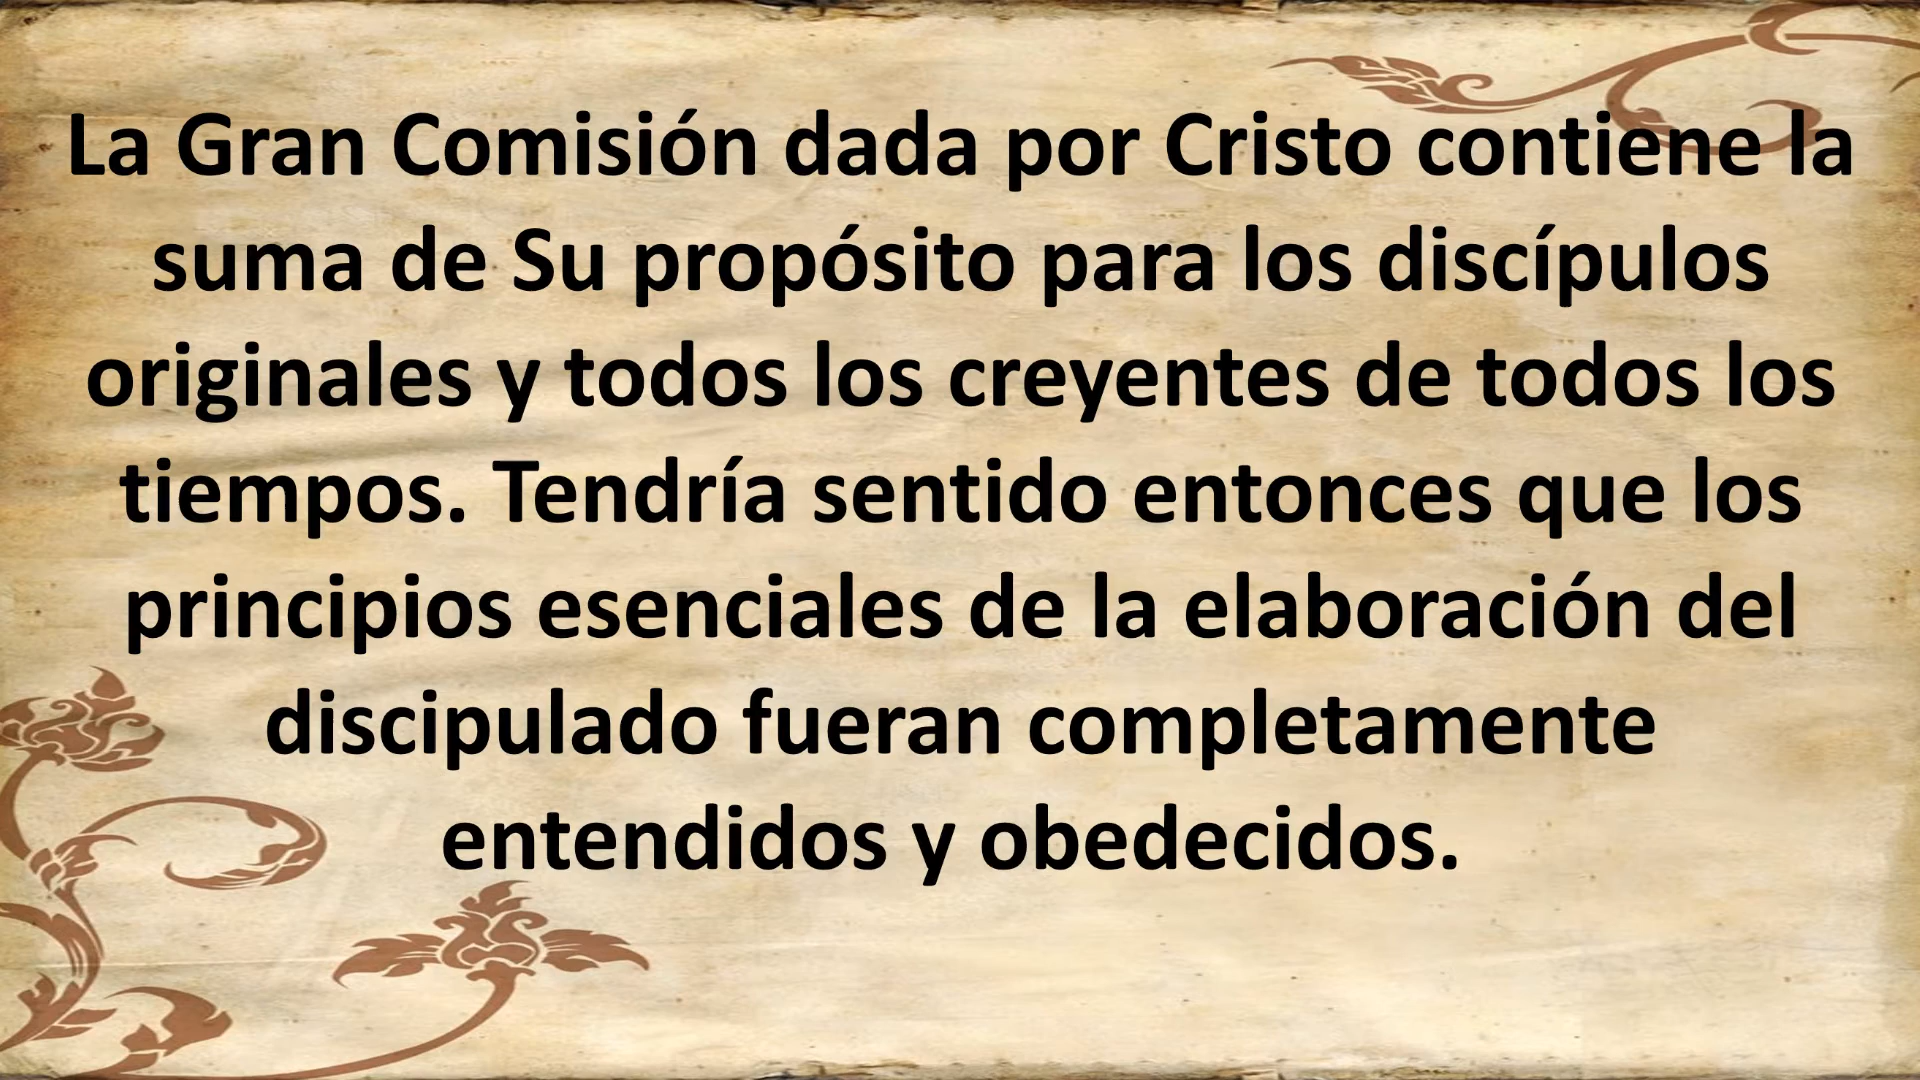 La Gran Comisión dada por Cristo contiene la
suma de Su propósito para los discípulos
originales y todos los creyentes de todos los
tiempos. Tendría sentido entonces que los
principios esenciales de la elaboración del
discipulado fueran completamente
entendidos y obedecidos.